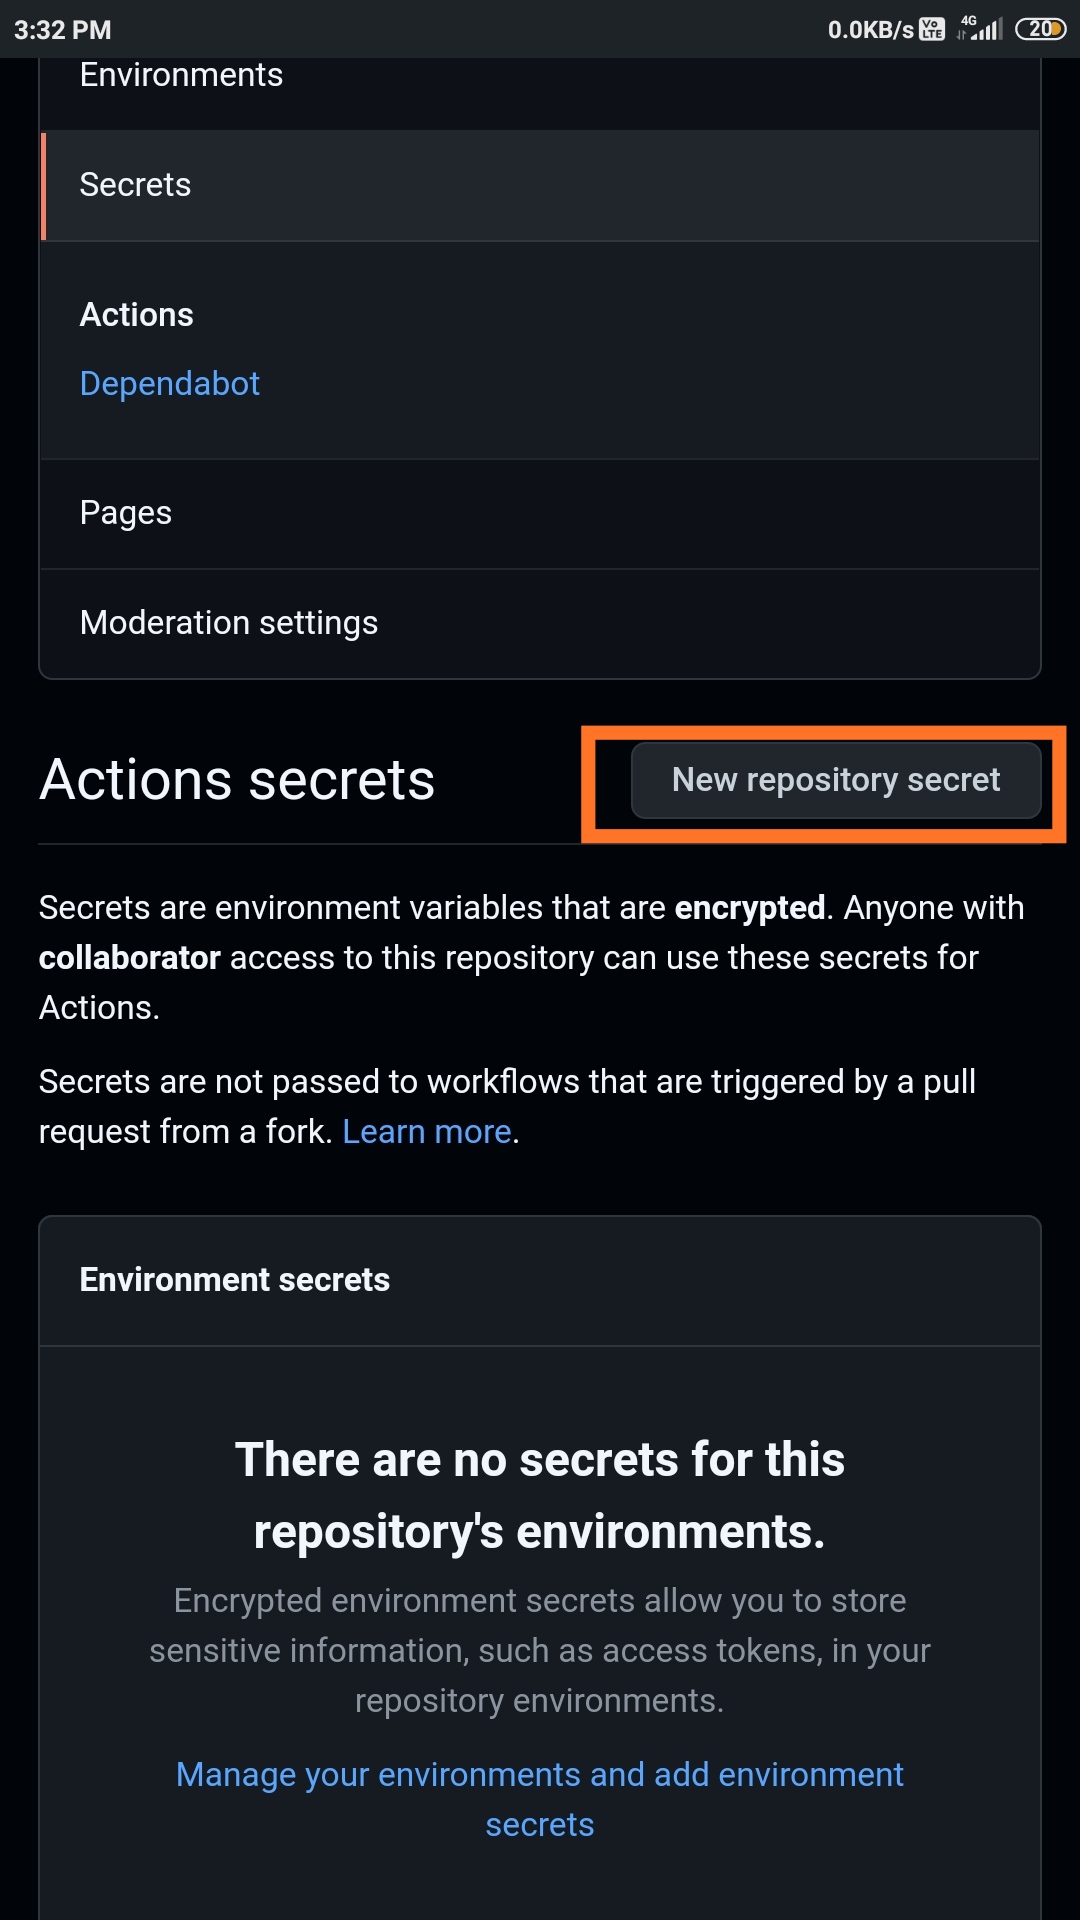 3:32 PM
0.0KB/s Vo LTE 4G 20
Environments
Secrets
Actions
Dependabot
Pages
Moderation settings
Actions secrets
New repository secret
Secrets are environment variables that are encrypted. Anyone with
collaborator access to this repository can use these secrets for
Actions.
Secrets are not passed to workflows that are triggered by a pull
request from a fork. Learn more.
Environment secrets
There are no secrets for this
repository's environments.
Encrypted environment secrets allow you to store
sensitive information, such as access tokens, in your
repository environments.
Manage your environments and add environment
secrets